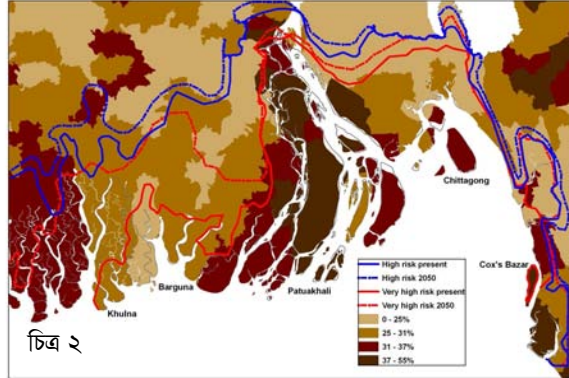 Chittagong
Cox's Bazar
Barguna
Patuakhali
Khulna
চিত্র ২
High risk present
High risk 2050
Very high risk present
Very high risk 2050
0 - 25%
25 - 31%
31 - 37%
37 - 55%